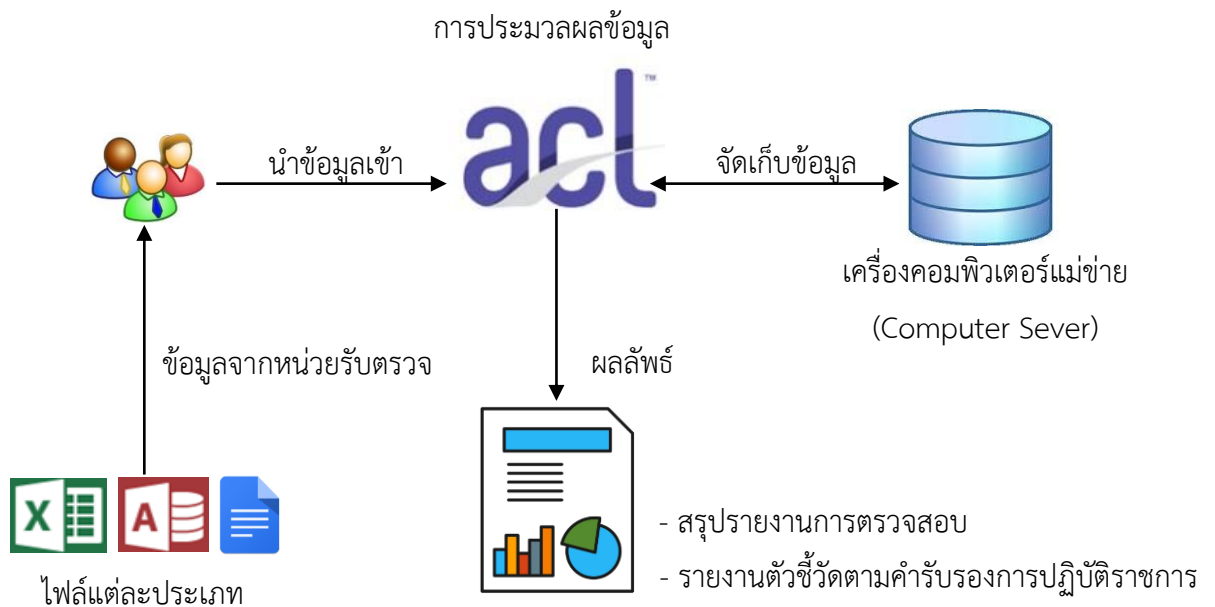 การประมวลผลข้อมูล
acl™
นำข้อมูลเข้า
จัดเก็บข้อมูล
เครื่องคอมพิวเตอร์แม่ข่าย
(Computer Sever)
ข้อมูลจากหน่วยรับตรวจ
ผลลัพธ์
X
A
- สรุปรายงานการตรวจสอบ
- รายงานตัวชี้วัดตามคำรับรองการปฏิบัติราชการ
ไฟล์แต่ละประเภท